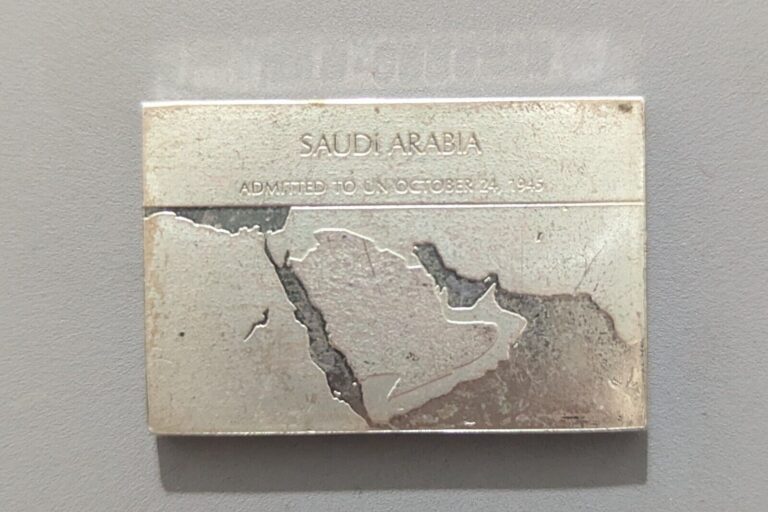 SAUDI ARABIA
ADMITTED TO UN OCTOBER 24, 1945